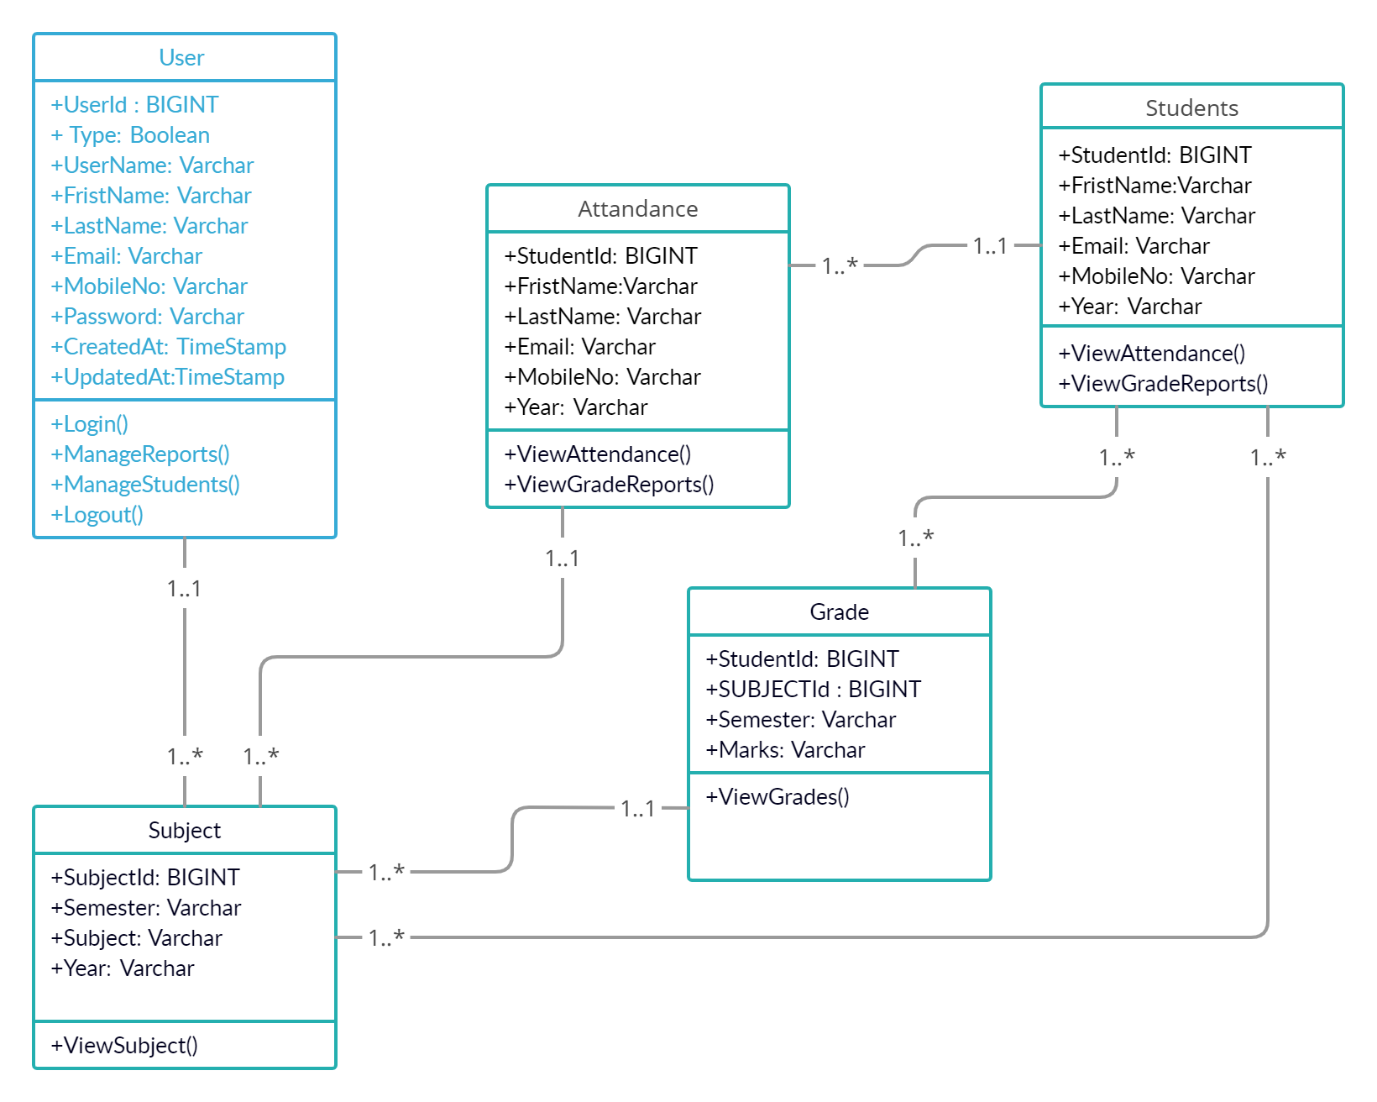 User
+UserId : BIGINT
+ Type: Boolean
+UserName: Varchar
+FristName: Varchar
+LastName: Varchar
+Email: Varchar
+MobileNo: Varchar
+Password: Varchar
+CreatedAt: TimeStamp
+UpdatedAt:TimeStamp
+Login()
+ManageReports()
+ManageStudents()
+Logout()
Attandance
+StudentId: BIGINT
+FristName:Varchar
+LastName: Varchar
+Email: Varchar
+MobileNo: Varchar
+Year: Varchar
+ViewAttendance()
+ViewGradeReports()
Students
+StudentId: BIGINT
+FristName:Varchar
+LastName: Varchar
+Email: Varchar
+MobileNo: Varchar
+Year: Varchar
+ViewAttendance()
+ViewGradeReports()
1..*
1..1
1..*
1..*
1..*
1..1
1..1
1..*
1..*
Grade
+StudentId: BIGINT
+SUBJECTId : BIGINT
+Semester: Varchar
+Marks: Varchar
+ViewGrades()
Subject
+SubjectId: BIGINT
+Semester: Varchar
+Subject: Varchar
+Year: Varchar
+ViewSubject()
1..1
1..*
1..*